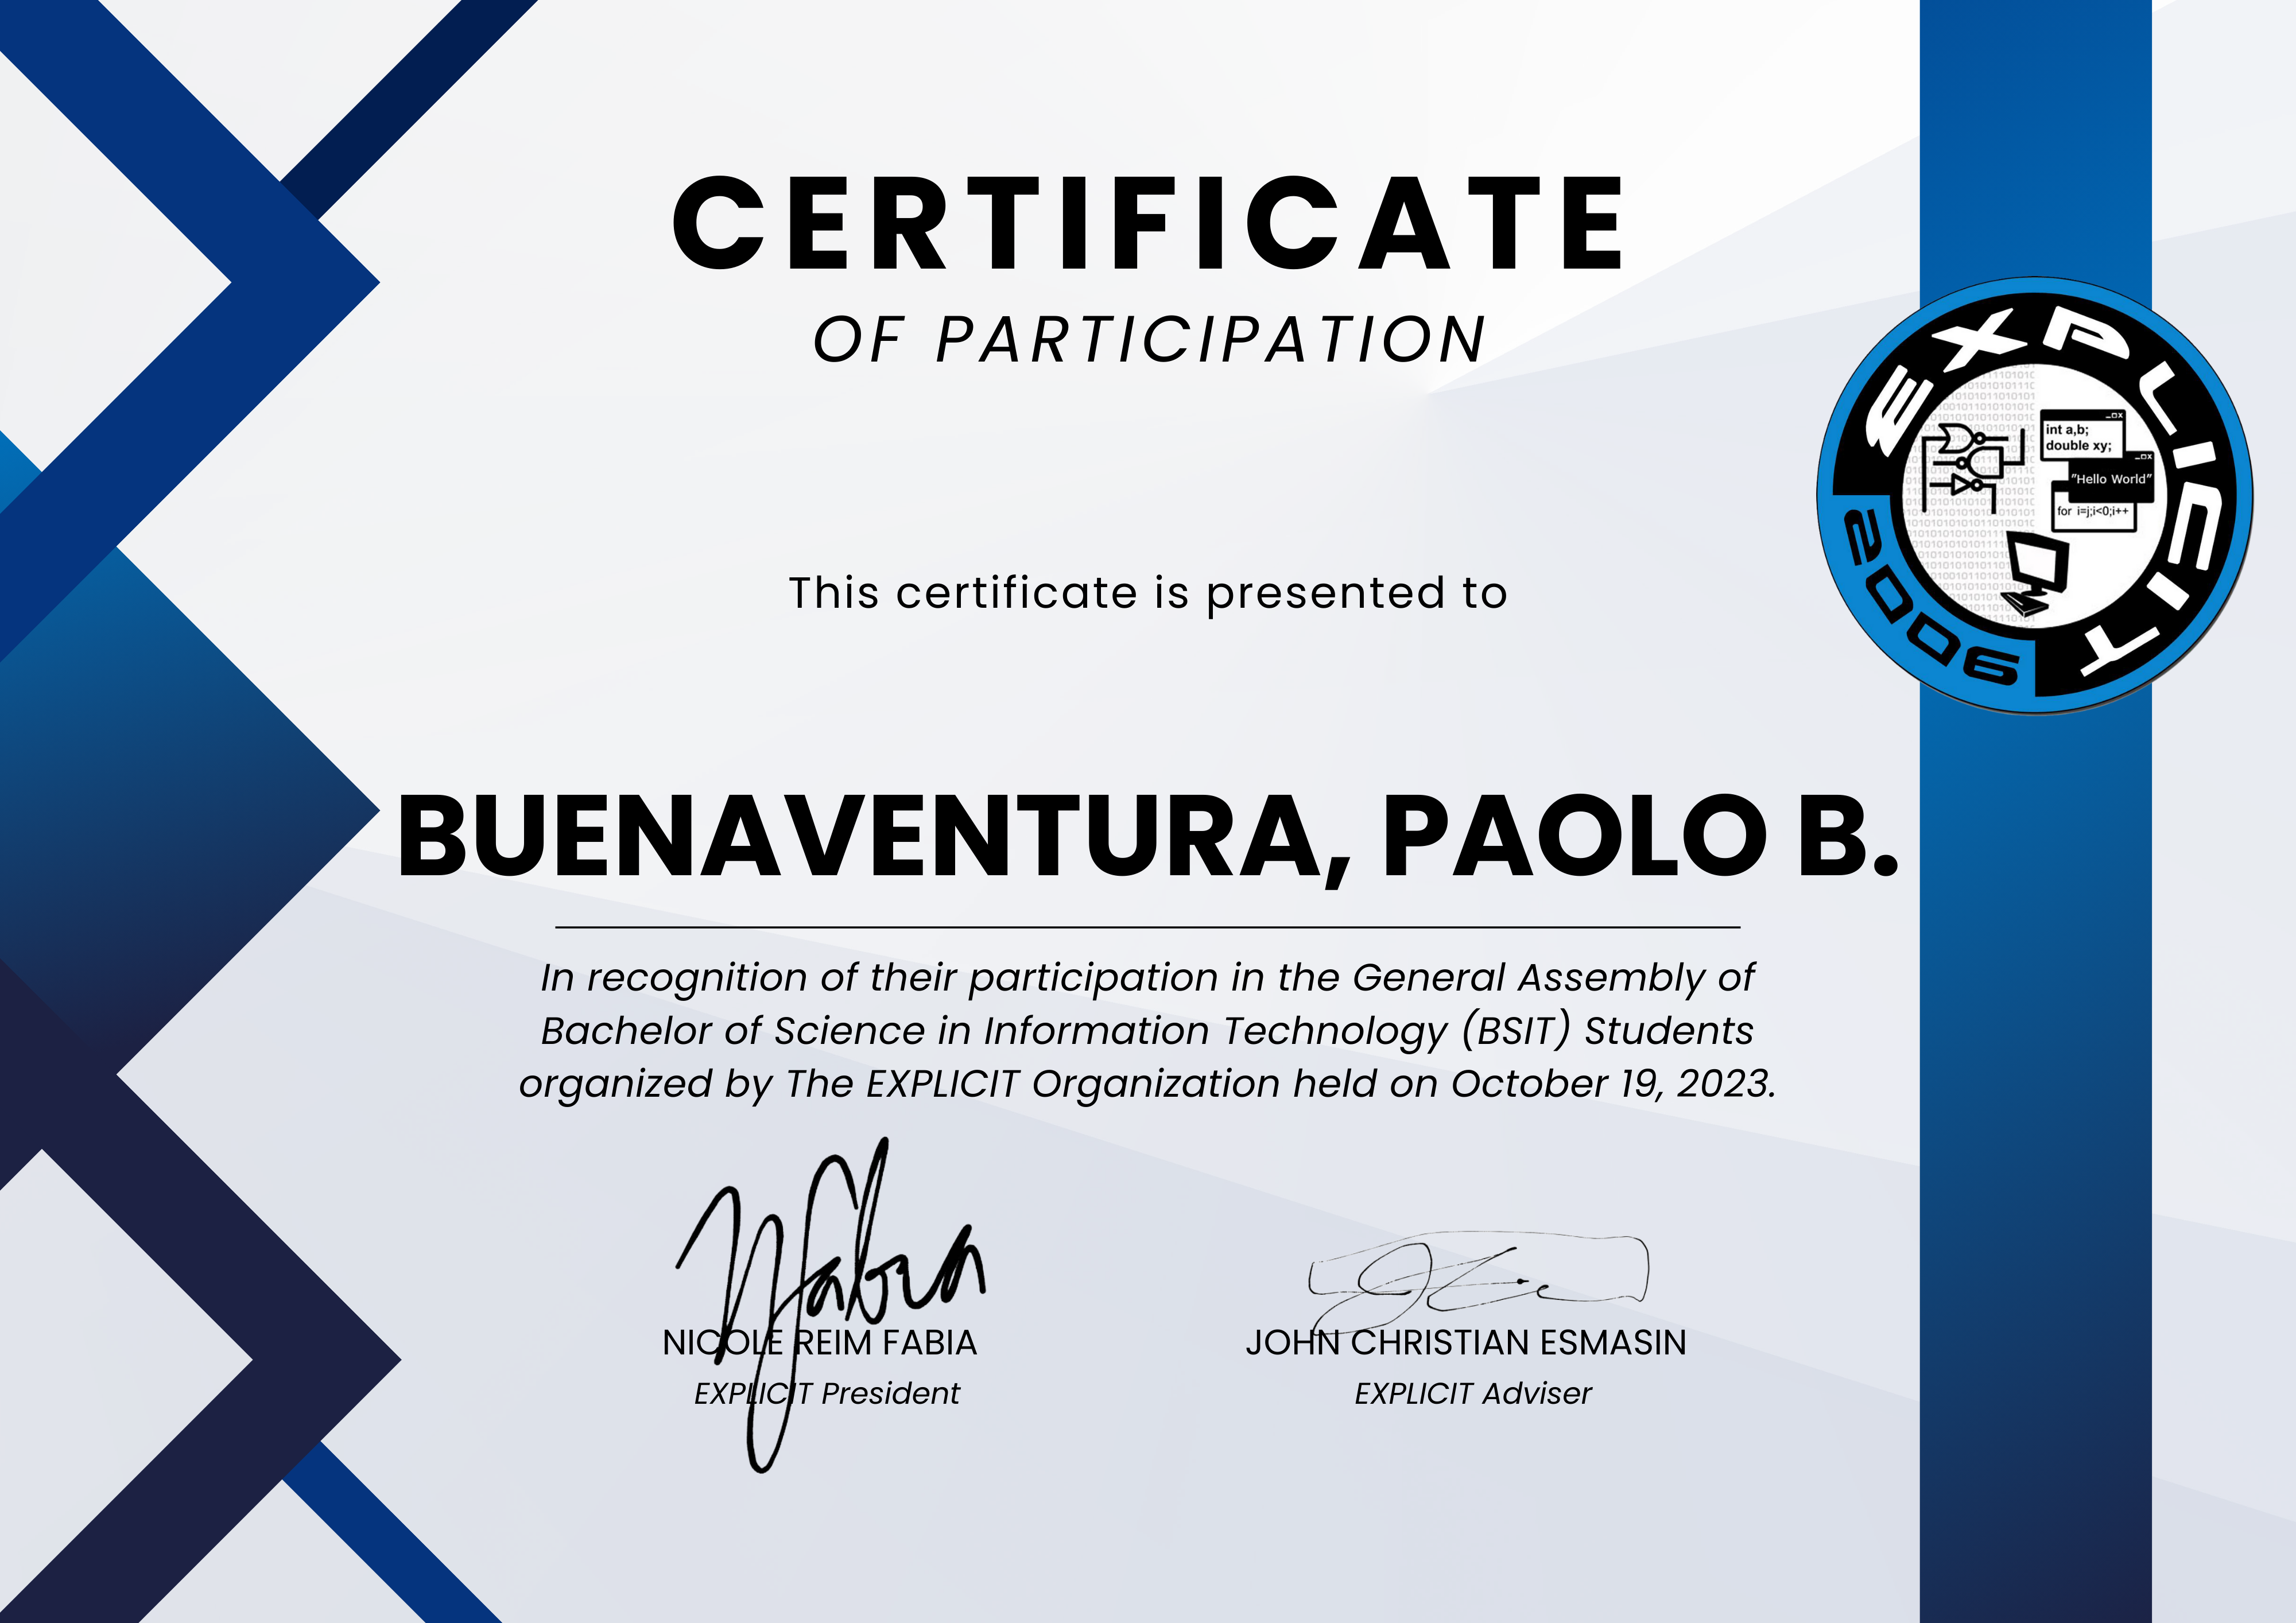 CERTIFICATE
OF PARTICIPATION
EXPLICIT
2006
int a,b;
double xy;
"Hello World"
for i=j;i<0;i++
This certificate is presented to
BUENAVENTURA, PAOLO B.
In recognition of their participation in the General Assembly of
Bachelor of Science in Information Technology (BSIT) Students
organized by The EXPLICIT Organization held on October 19, 2023.
NICOLE REIM FABIA
EXPLICIT President
JOHN CHRISTIAN ESMASIN
EXPLICIT Adviser